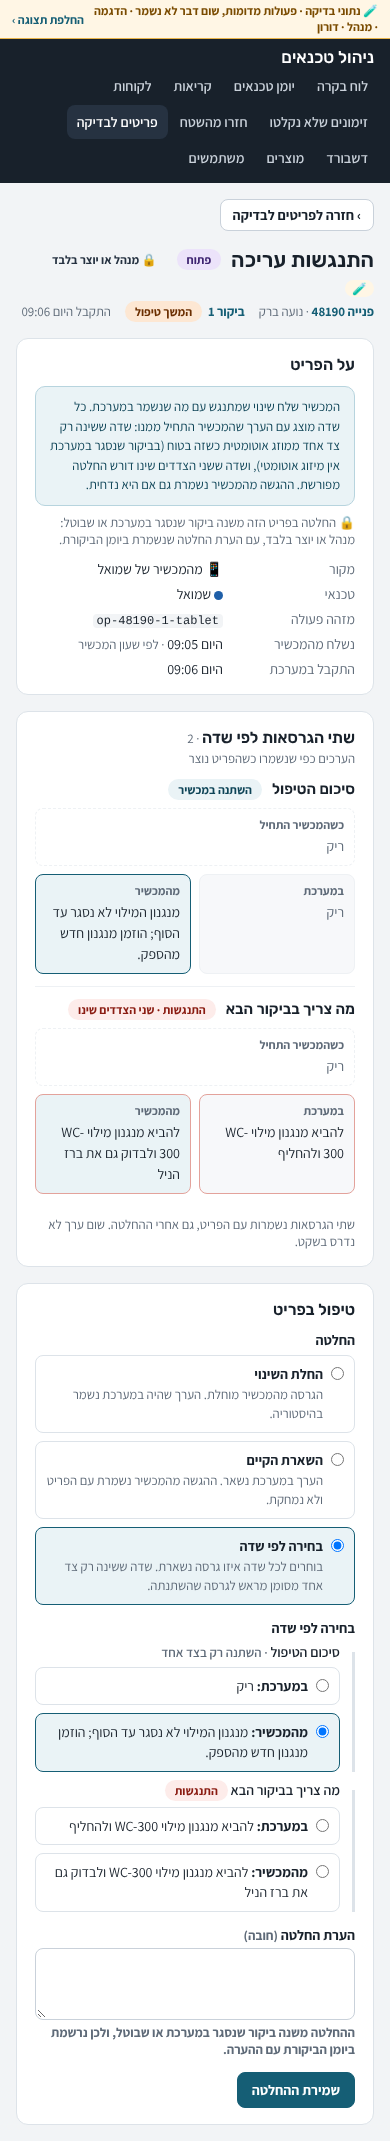 🧪 נתוני בדיקה · פעולות מדומות, שום דבר לא נשמר · הדגמה · מנהל · דורון
החלפת תצוגה ›
ניהול טכנאים
לוח בקרה
יומן טכנאים
קריאות
לקוחות
זימונים שלא נקלטו
חזרו מהשטח
פריטים לבדיקה
דשבורד
מוצרים
משתמשים
› חזרה לפריטים לבדיקה
התנגשות עריכה
פתוח
🔒 מנהל או יוצר בלבד
🧪
פנייה 48190 · נועה ברק
ביקור 1
המשך טיפול
התקבל היום 09:06
על הפריט
המכשיר שלח שינוי שמתנגש עם מה שנשמר במערכת. כל
שדה מוצג עם הערך שהמכשיר התחיל ממנו: שדה ששינה רק
צד אחד ממוזג אוטומטית כשזה בטוח (בביקור שנסגר במערכת
אין מיזוג אוטומטי), ושדה ששני הצדדים שינו דורש החלטה
מפורשת. ההגשה מהמכשיר נשמרת גם אם היא נדחית.
🔒 החלטה בפריט הזה משנה ביקור שנסגר במערכת או שבוטל:
מנהל או יוצר בלבד, עם הערת החלטה שנשמרת ביומן הביקורת.
מקור
📱 מהמכשיר של שמואל
טכנאי
שמואל
מזהה פעולה
op-48190-1-tablet
נשלח מהמכשיר
היום 09:05 · לפי שעון המכשיר
התקבל במערכת
היום 09:06
שתי הגרסאות לפי שדה · 2
הערכים כפי שנשמרו כשהפריט נוצר
סיכום הטיפול
השתנה במכשיר
כשהמכשיר התחיל
ריק
במערכת
ריק
מהמכשיר
מנגנון המילוי לא נסגר עד
הסוף; הוזמן מנגנון חדש
מהספק.
מה צריך בביקור הבא
התנגשות · שני הצדדים שינו
כשהמכשיר התחיל
ריק
במערכת
להביא מנגנון מילוי WC-
300 ולהחליף
מהמכשיר
להביא מנגנון מילוי WC-
300 ולבדוק גם את ברז
הניל
שתי הגרסאות נשמרות עם הפריט, גם אחרי ההחלטה. שום ערך לא
נדרס בשקט.
טיפול בפריט
החלטה
החלת השינוי
הגרסה מהמכשיר מוחלת. הערך שהיה במערכת נשמר
בהיסטוריה.
השארת הקיים
הערך במערכת נשאר. ההגשה מהמכשיר נשמרת עם הפריט
ולא נמחקת.
בחירה לפי שדה
בוחרים לכל שדה איזו גרסה נשארת. שדה ששינה רק צד
אחד מסומן מראש לגרסה שהשתנתה.
בחירה לפי שדה
סיכום הטיפול · השתנה רק בצד אחד
במערכת: ריק
מהמכשיר: מנגנון המילוי לא נסגר עד הסוף; הוזמן
מנגנון חדש מהספק.
מה צריך בביקור הבא
התנגשות
במערכת: להביא מנגנון מילוי WC-300 ולהחליף
מהמכשיר: להביא מנגנון מילוי WC-300 ולבדוק גם
את ברז הניל
הערת החלטה (חובה)
ההחלטה משנה ביקור שנסגר במערכת או שבוטל, ולכן נרשמת
ביומן הביקורת עם ההערה.
שמירת ההחלטה